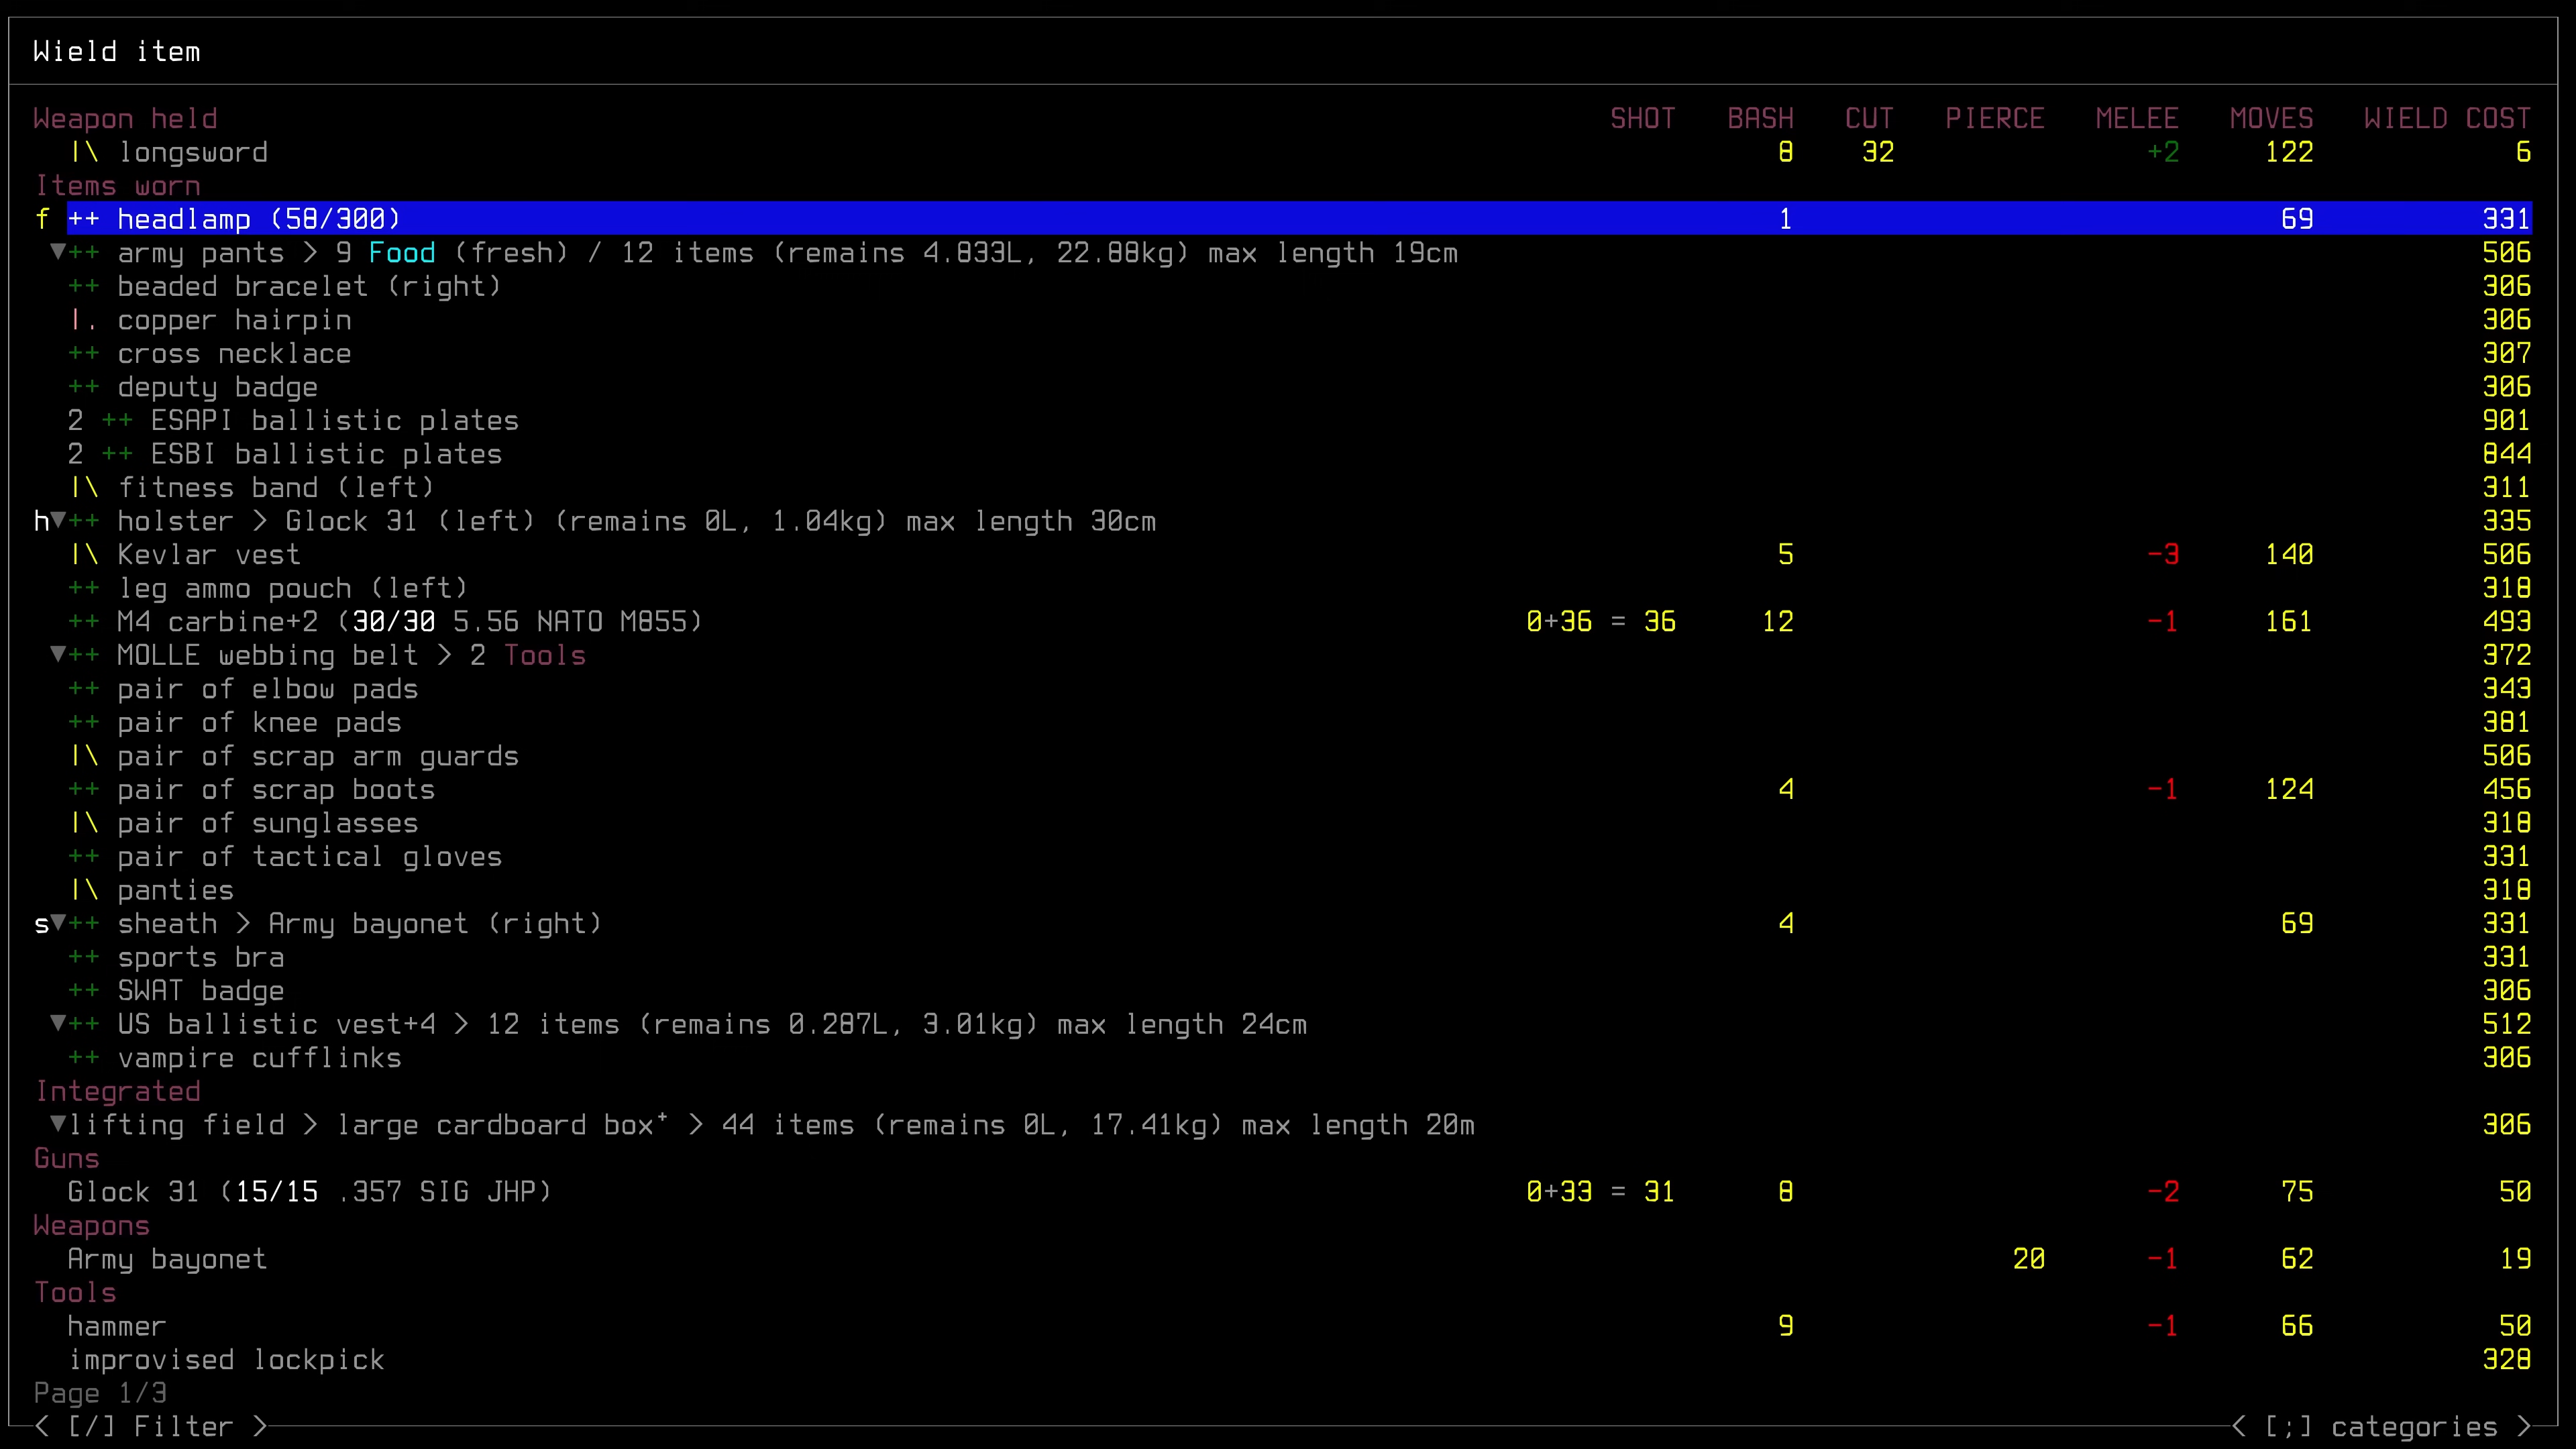 Wield item
Weapon held SHOT BASH CUT PIERCE MELEE MOVES WIELD COST
|\ longsword 8 32 +2 122 6
Items worn
f ++ headlamp (58/300) 1 69 331
▼++ army pants > 9 Food (fresh) / 12 items (remains 4.833L, 22.88kg) max length 19cm 506
++ beaded bracelet (right) 306
|. copper hairpin 306
++ cross necklace 307
++ deputy badge 306
2 ++ ESAPI ballistic plates 901
2 ++ ESBI ballistic plates 844
|\ fitness band (left) 311
h▼++ holster > Glock 31 (left) (remains 0L, 1.04kg) max length 30cm 335
|\ Kevlar vest 5 -3 140 506
++ leg ammo pouch (left) 318
++ M4 carbine+2 (30/30 5.56 NATO M855) 0+36 = 36 12 -1 161 493
▼++ MOLLE webbing belt > 2 Tools 372
++ pair of elbow pads 343
++ pair of knee pads 381
|\ pair of scrap arm guards 506
++ pair of scrap boots 4 -1 124 456
|\ pair of sunglasses 318
++ pair of tactical gloves 331
|\ panties 318
s▼++ sheath > Army bayonet (right) 4 69 331
++ sports bra 331
++ SWAT badge 306
▼++ US ballistic vest+4 > 12 items (remains 0.287L, 3.01kg) max length 24cm 512
++ vampire cufflinks 306
Integrated
▼lifting field > large cardboard box⁺ > 44 items (remains 0L, 17.41kg) max length 20m 306
Guns
Glock 31 (15/15 .357 SIG JHP) 0+33 = 31 8 -2 75 50
Weapons
Army bayonet 20 -1 62 19
Tools
hammer 9 -1 66 50
improvised lockpick 328
Page 1/3
< [/] Filter > < [;] categories >